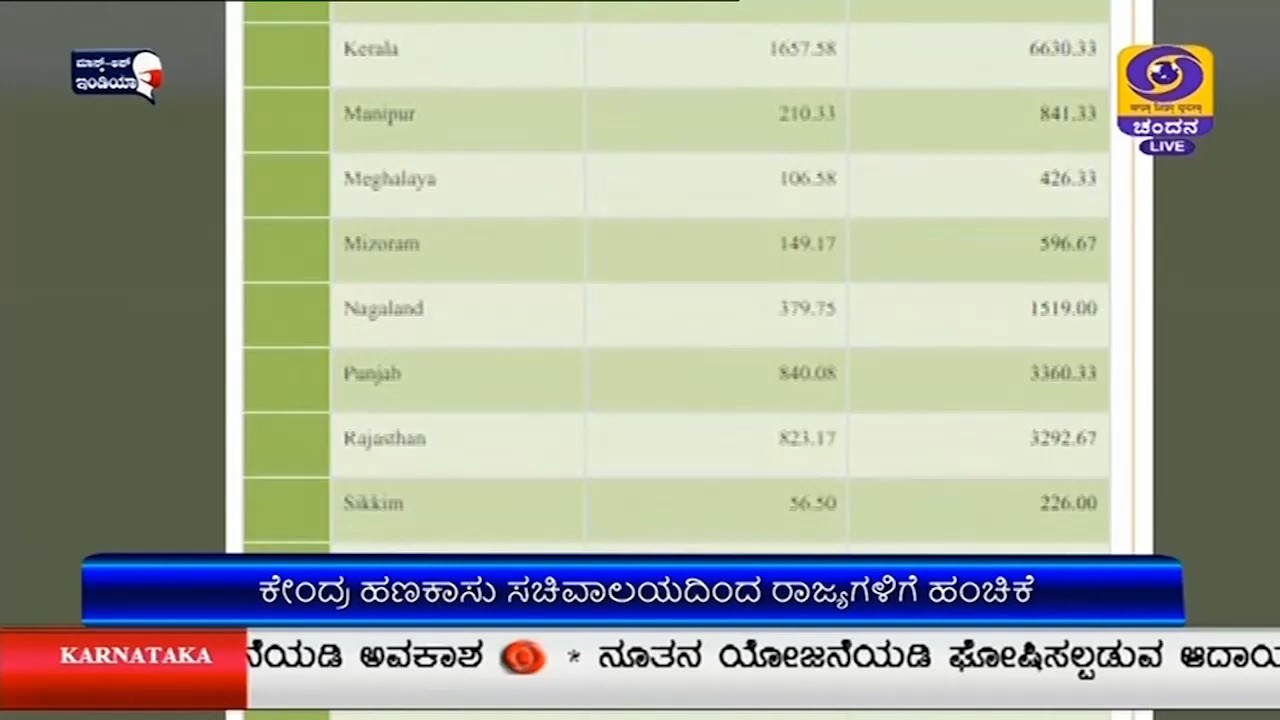 ಮಾಸ್ಕ್-ಅಪ್
ಇಂಡಿಯಾ
Kerala 1657.58 6630.33
Manipur 210.33 841.33
Meghalaya 106.58 426.33
Mizoram 149.17 596.67
Nagaland 379.75 1519.00
Punjab 840.08 3360.33
Rajasthan 823.17 3292.67
Sikkim 56.50 226.00
ಚಂದನ
LIVE
ಕೇಂದ್ರ ಹಣಕಾಸು ಸಚಿವಾಲಯದಿಂದ ರಾಜ್ಯಗಳಿಗೆ ಹಂಚಿಕೆ
KARNATAKA ನೆಯಡಿ ಅವಕಾಶ * ನೂತನ ಯೋಜನೆಯಡಿ ಘೋಷಿಸಲ್ಪಡುವ ಆದಾಯ